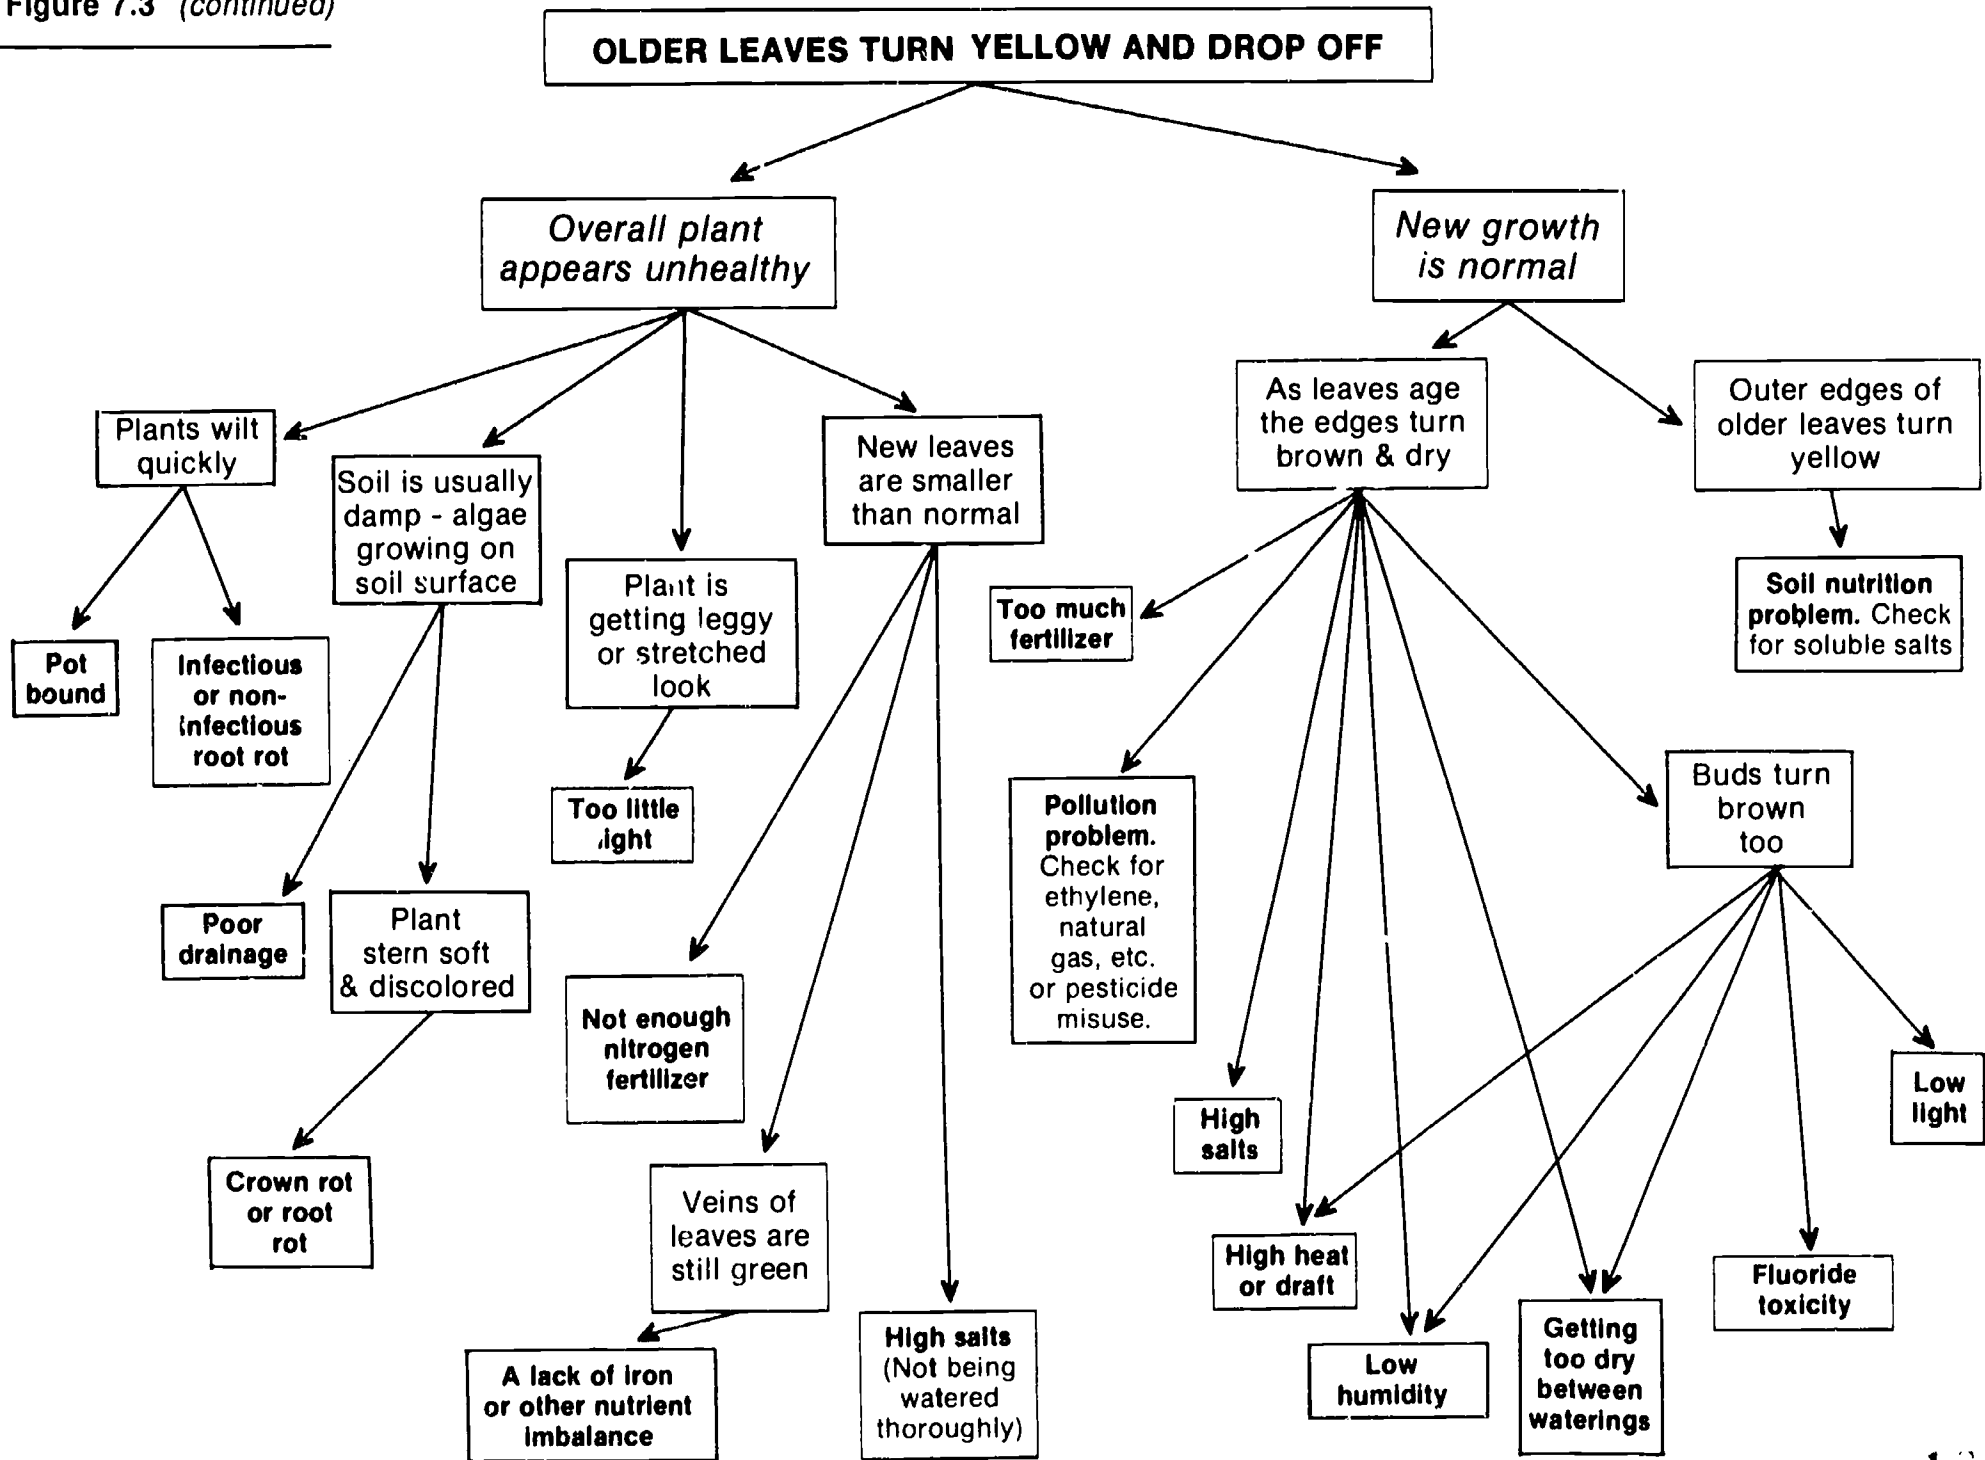 Figure 7.3 (continued)
OLDER LEAVES TURN YELLOW AND DROP OFF
Overall plant
appears unhealthy
New growth
is normal
Plants wilt
quickly
Soil is usually
damp - algae
growing on
soil surface
Plant is
getting leggy
or stretched
look
New leaves
are smaller
than normal
As leaves age
the edges turn
brown & dry
Outer edges of
older leaves turn
yellow
Pot
bound
Infectious
or non-
infectious
root rot
Too much
fertilizer
Soil nutrition
problem. Check
for soluble salts
Too little
light
Pollution
problem.
Check for
ethylene,
natural
gas, etc.
or pesticide
misuse.
Buds turn
brown
too
Poor
drainage
Plant
stem soft
& discolored
Not enough
nitrogen
fertilizer
High
salts
Low
light
Crown rot
or root
rot
Veins of
leaves are
still green
High heat
or draft
Fluoride
toxicity
A lack of iron
or other nutrient
imbalance
High salts
(Not being
watered
thoroughly)
Low
humidity
Getting
too dry
between
waterings